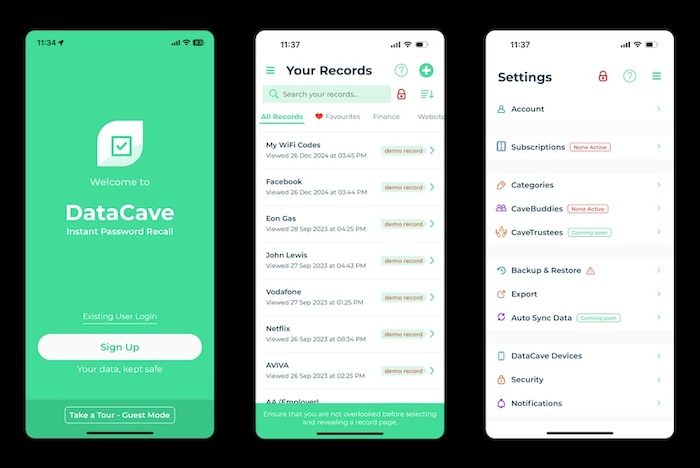 11:34
83
Welcome to
DataCave
Instant Password Recall
Existing User Login
Sign Up
Your data, kept safe
Take a Tour - Guest Mode
11:37
Your Records
?
Search your records...
All Records Favourites Finance Website
My WiFi Codes
Viewed 26 Dec 2024 at 03:45 PM
demo record
Facebook
Viewed 26 Dec 2024 at 03:44 PM
demo record
Eon Gas
Viewed 28 Sep 2023 at 04:25 PM
demo record
John Lewis
Viewed 27 Sep 2023 at 04:43 PM
demo record
Vodafone
Viewed 27 Sep 2023 at 01:25 PM
demo record
Netflix
Viewed 26 Sep 2023 at 08:34 PM
demo record
AVIVA
Viewed 26 Sep 2023 at 02:25 PM
demo record
AA (Employer)
Ensure that you are not overlooked before selecting
and revealing a record page
11:37
Settings
?
Account
Subscriptions None Active
Categories
CaveBuddies None Active
CaveTrustees Coming soon
Backup & Restore
Export
Auto Sync Data Coming soon
DataCave Devices
Security
Notifications